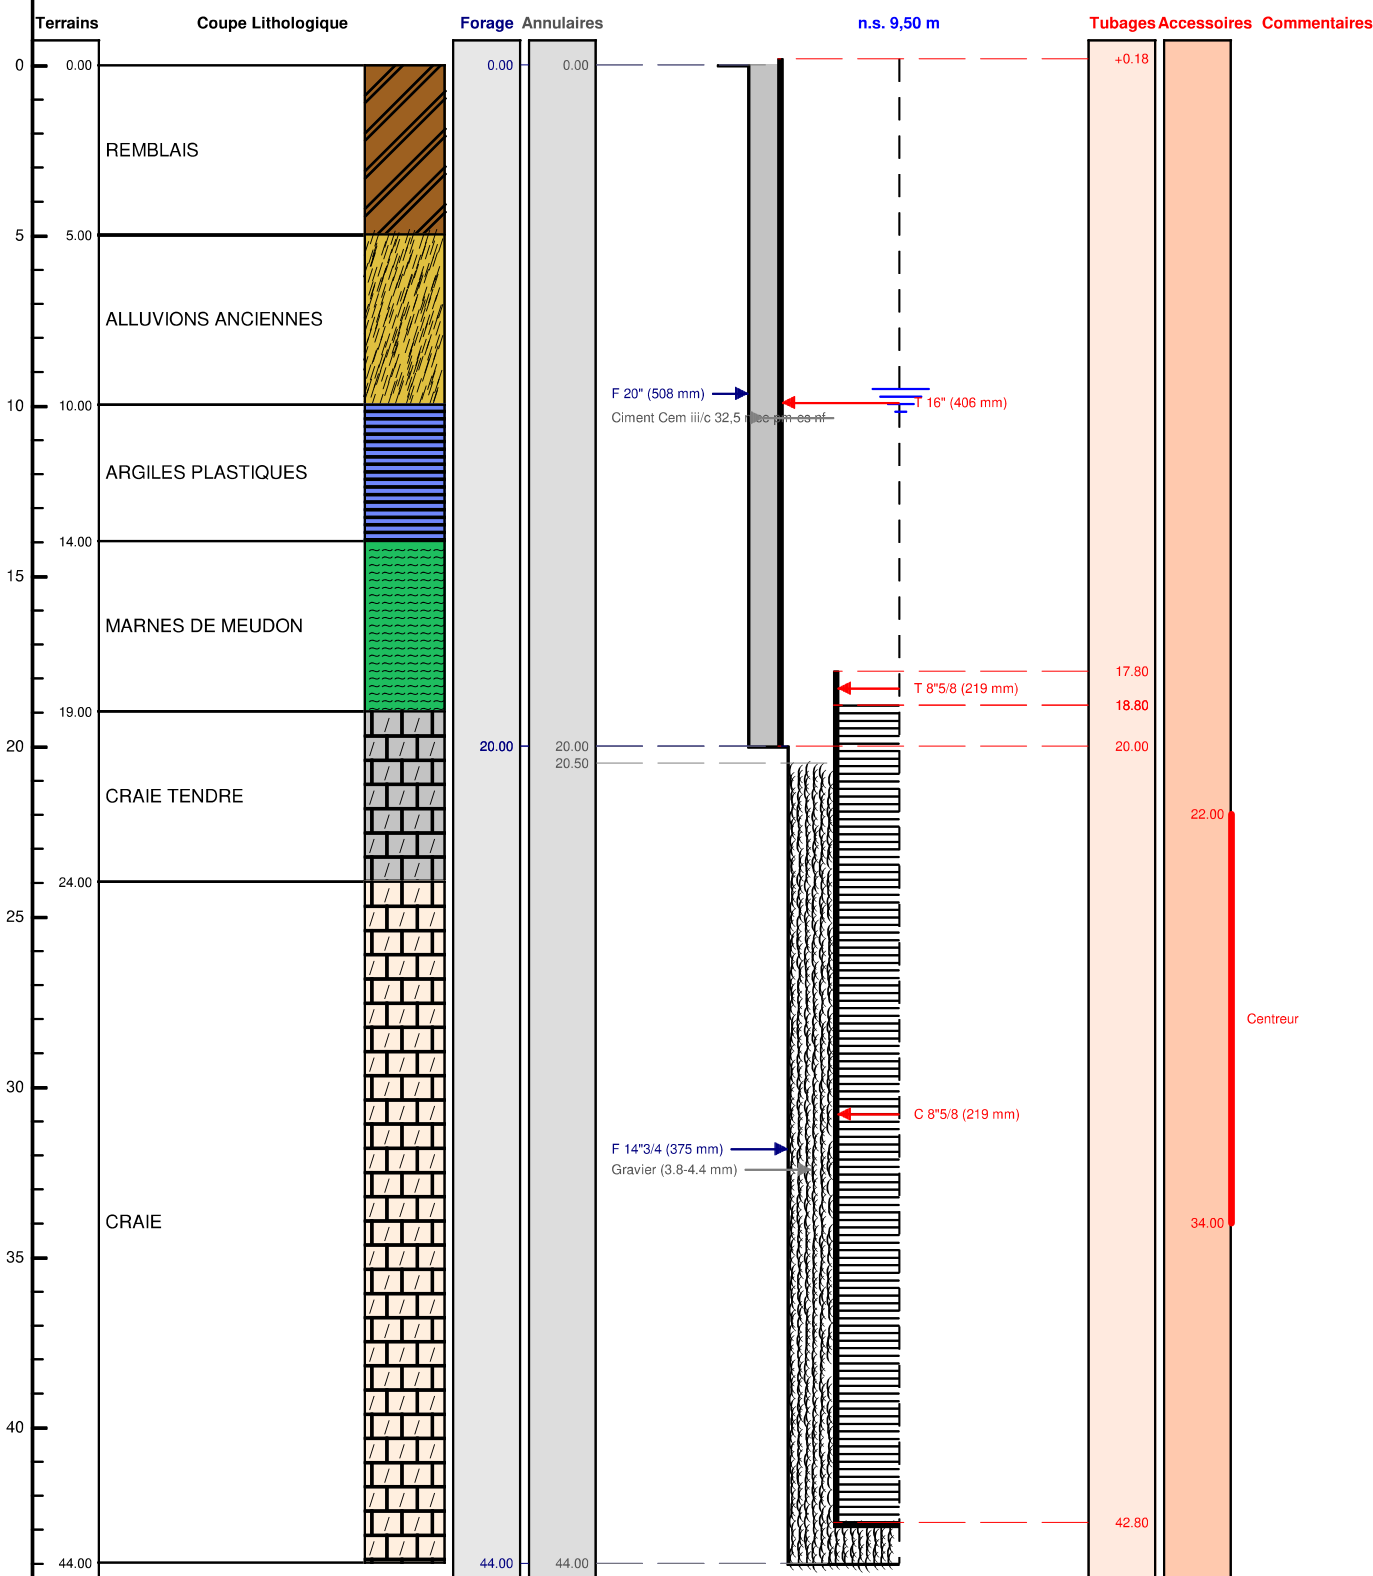 Terrains Coupe Lithologique Forage Annulaires n.s. 9,50 m Tubages Accessoires Commentaires
+0.18
0 0.00 0.00 0.00
REMBLAIS
5 5.00
ALLUVIONS ANCIENNES
F 20" (508 mm)
T 16" (406 mm)
10 10.00
Ciment Cem iii/c 32,5 pm es nf
ARGILES PLASTIQUES
14.00
15
MARNES DE MEUDON
17.80
T 8"5/8 (219 mm)
18.80
19.00
20 20.00 20.00 20.00
20.50
CRAIE TENDRE
22.00
24.00
25
Centreur
30
C 8"5/8 (219 mm)
F 14"3/4 (375 mm)
Gravier (3.8-4.4 mm)
CRAIE
34.00
35
40
42.80
44.00 44.00 44.00